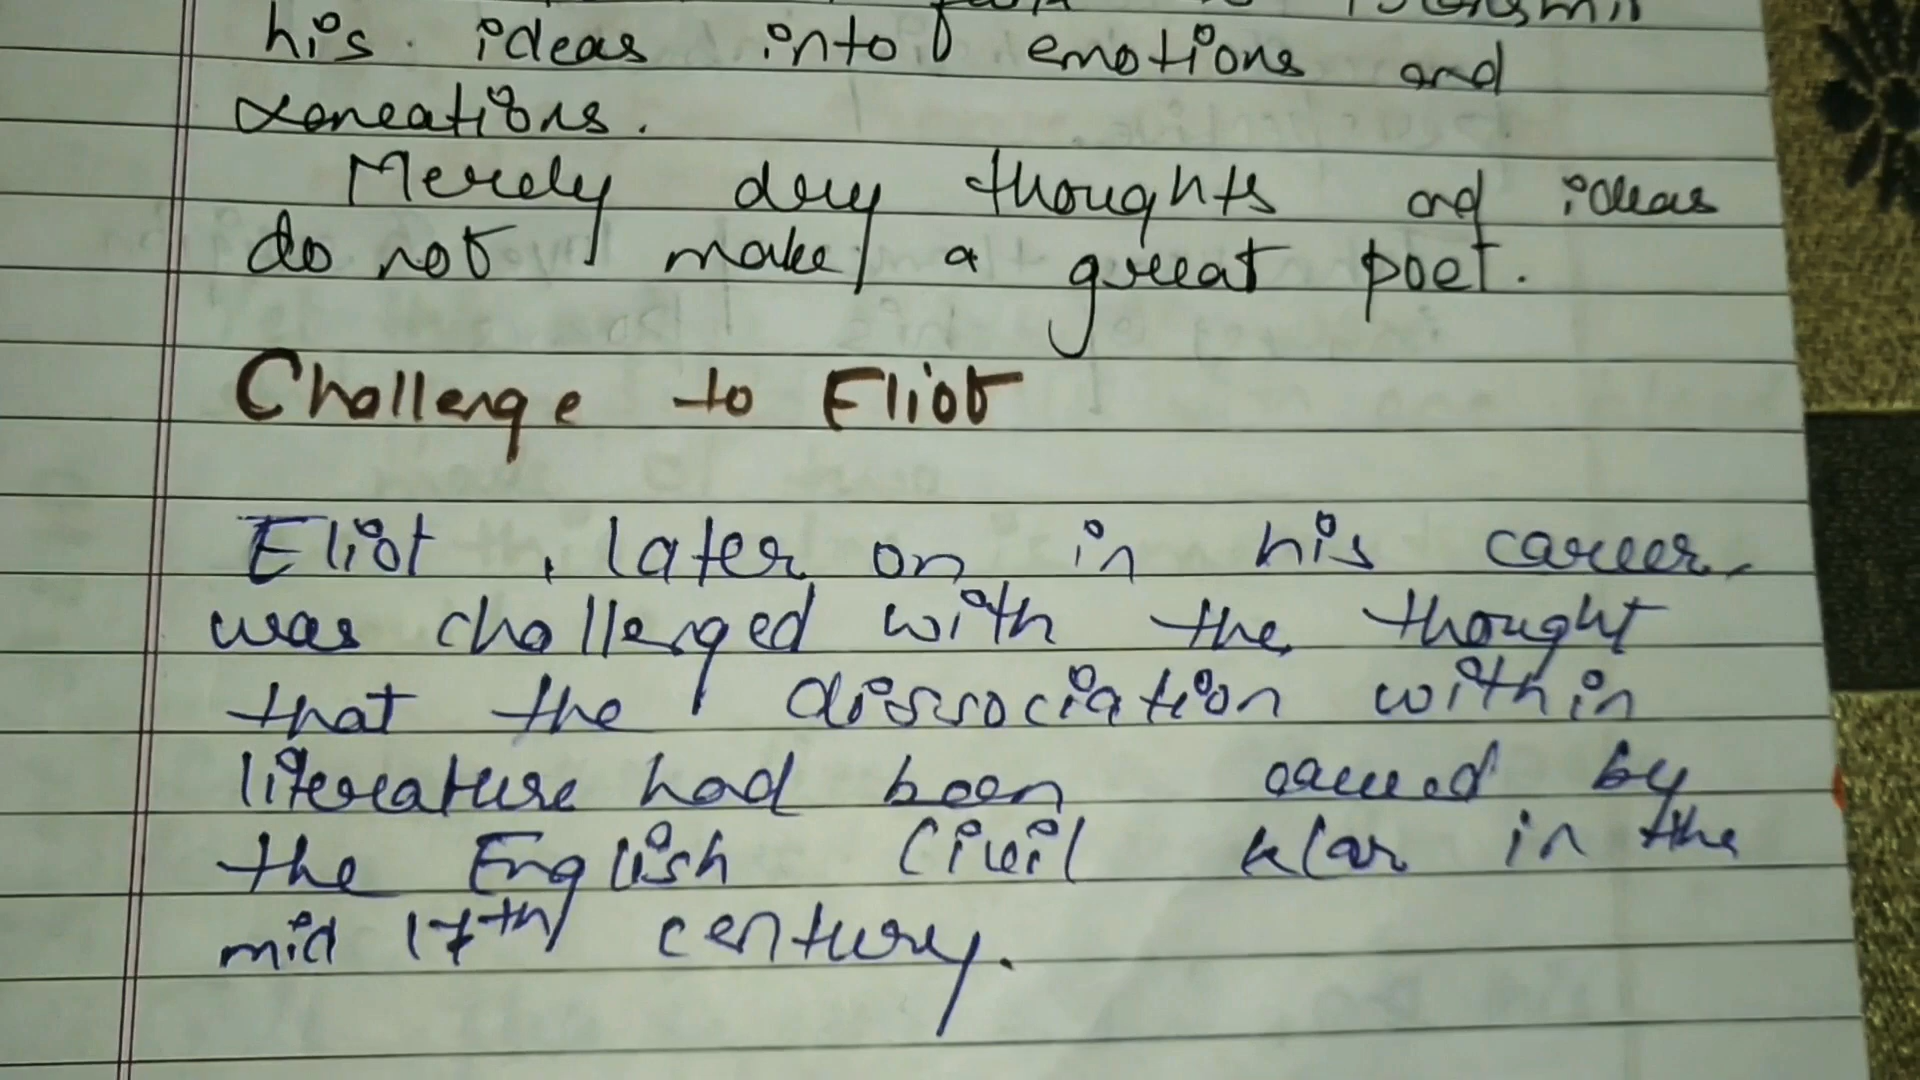 his ideas into emotions and
sensations.
Merely dry thoughts and ideas
do not make a great poet.
Challenge to Eliot
Eliot, later on in his career
was challenged with the thought
that the dissociation within
literature had been caused by
the English Civil War in the
mid 17th century.